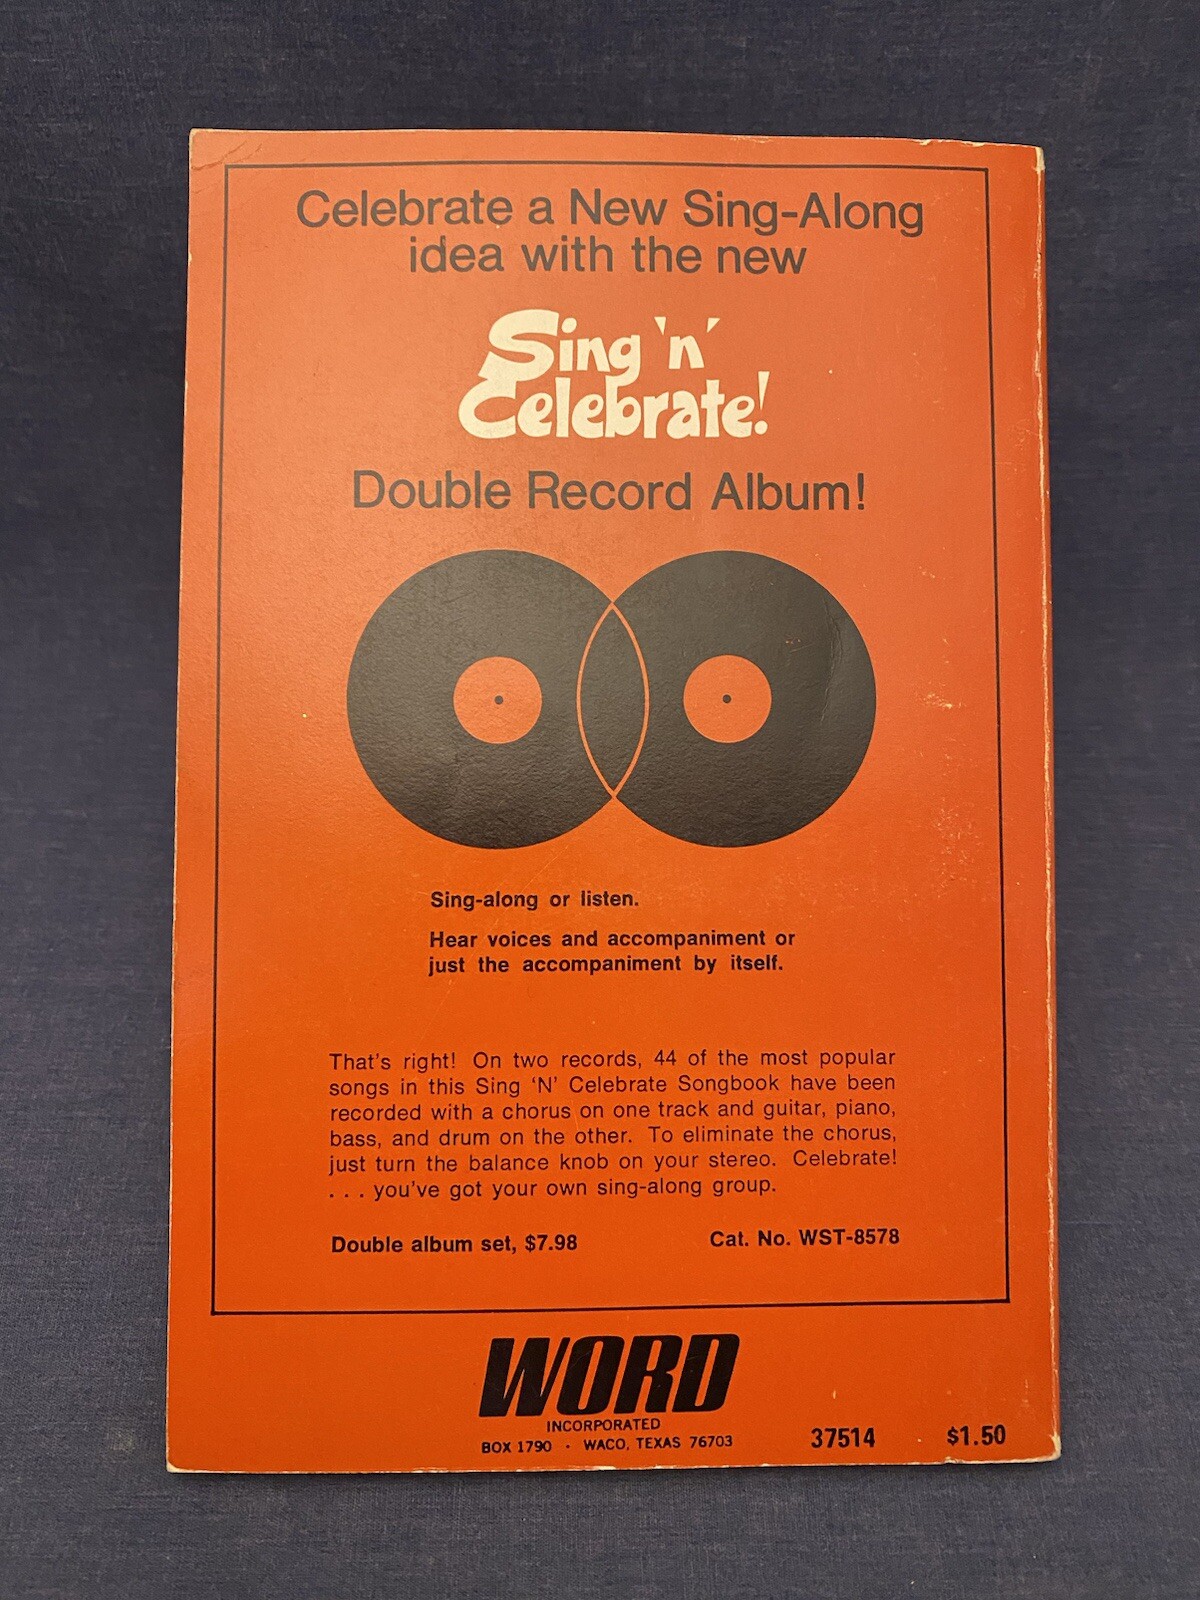 Celebrate a New Sing-Along
idea with the new
Sing 'n'
Celebrate!
Double Record Album!
Sing-along or listen.
Hear voices and accompaniment or
just the accompaniment by itself.
That's right! On two records, 44 of the most popular
songs in this Sing 'N' Celebrate Songbook have been
recorded with a chorus on one track and guitar, piano,
bass, and drum on the other. To eliminate the chorus,
just turn the balance knob on your stereo. Celebrate!
. . . you've got your own sing-along group.
Double album set, $7.98 Cat. No. WST-8578
WORD
INCORPORATED
BOX 1790 · WACO, TEXAS 76703 37514 $1.50